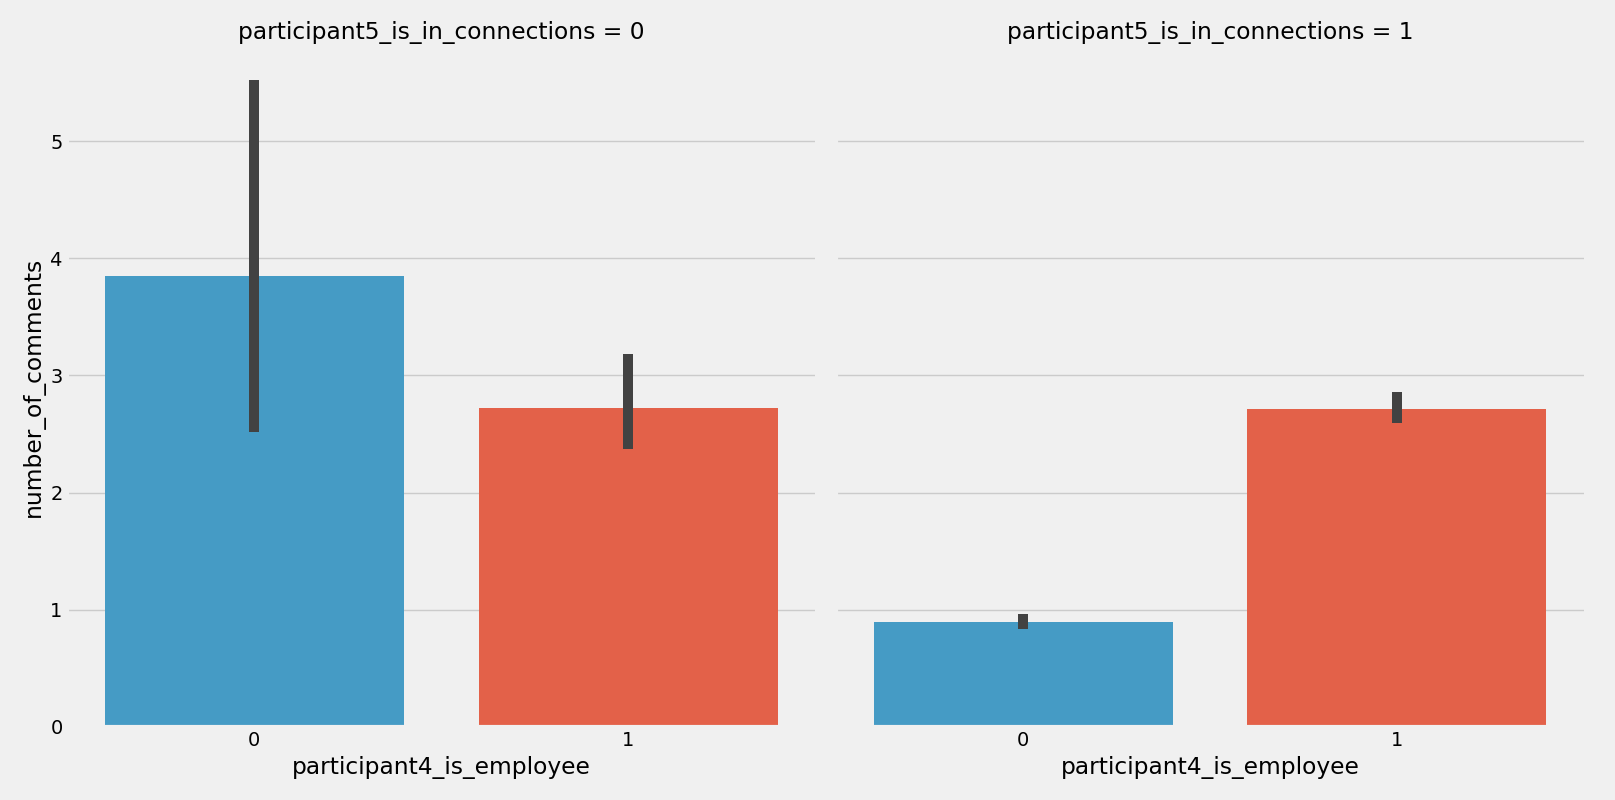 participant5_is_in_connections = 0
participant5_is_in_connections = 1
number_of_comments
5
4
3
2
1
0
0
1
0
1
participant4_is_employee
participant4_is_employee